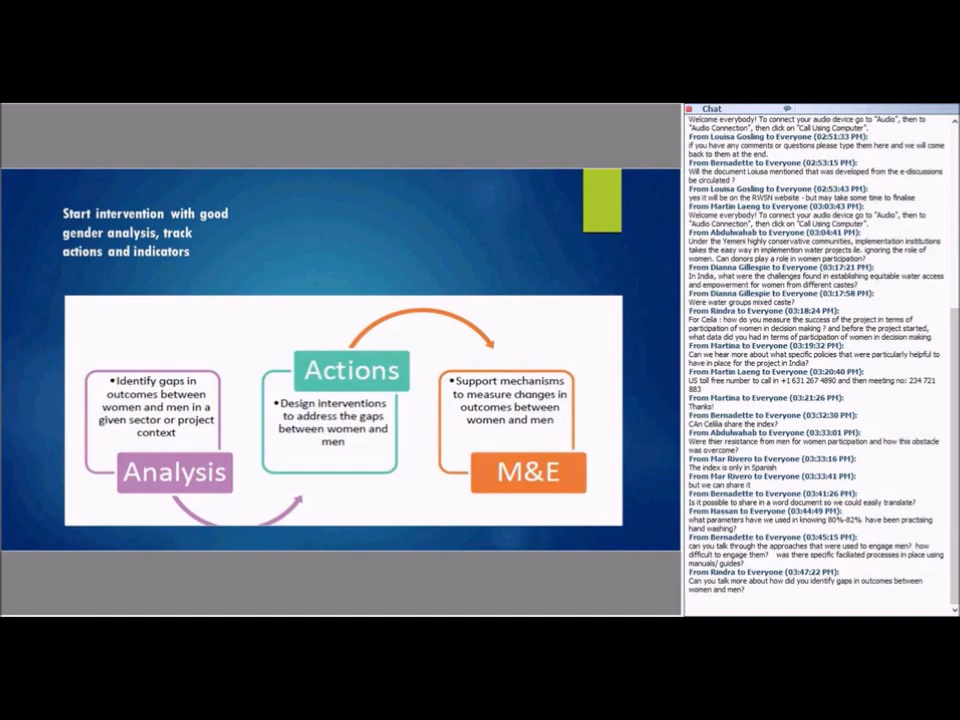 Start intervention with good
gender analysis, track
actions and indicators
•Identify gaps in
outcomes between
women and men in a
given sector or project
context
Analysis
Actions
•Design interventions
to address the gaps
between women and
men
•Support mechanisms
to measure changes in
outcomes between
women and men
M&E
Chat
Welcome everybody! To connect your audio device go to "Audio", then to
"Audio Connection", then click on "Call Using Computer".
From Louisa Gosling to Everyone (02:51:33 PM):
if you have any comments or questions please type them here and we will come
back to them at the end.
From Bernadette to Everyone (02:53:15 PM):
Will the document Loiusa mentioned that was developed from the e-discussions
be circulated ?
From Louisa Gosling to Everyone (02:53:43 PM):
yes it will be on the RWSN website - but may take some time to finalise
From Martin Laeng to Everyone (03:03:43 PM):
Welcome everybody! To connect your audio device go to "Audio", then to
"Audio Connection", then click on "Call Using Computer".
From Abdulwahab to Everyone (03:04:41 PM):
Under the Yemeni highly conservative communities, implementation institutions
takes the easy way in implemention water projects ile. ignoring the role of
women. Can donors play a role in women participation?
From Dianna Gillespie to Everyone (03:17:21 PM):
In India, what were the challenges found in establishing equitable water access
and empowerment for women from different castes?
From Dianna Gillespie to Everyone (03:17:58 PM):
Were water groups mixed caste?
From Rindra to Everyone (03:18:24 PM):
For Celia : how do you measure the success of the project in terms of
participation of women in decision making ? and before the project started,
what data did you had in terms of participation of women in decision making
From Martina to Everyone (03:19:32 PM):
Can we hear more about what specific policies that were particularly helpful to
have in place for the project in India?
From Martin Laeng to Everyone (03:20:40 PM):
US toll free number to call in +1 631 267 4890 and then meeting no: 234 721
883
From Martina to Everyone (03:21:26 PM):
Thanks!
From Bernadette to Everyone (03:32:30 PM):
CAn Celilia share the index?
From Abdulwahab to Everyone (03:33:01 PM):
Were thier resistance from men for women participation and how this obstacle
was overcome?
From Mar Rivero to Everyone (03:33:16 PM):
The index is only in Spanish
From Mar Rivero to Everyone (03:33:41 PM):
but we can share it
From Bernadette to Everyone (03:41:26 PM):
Is it possible to share in a word document so we could easily translate?
From Hassan to Everyone (03:44:49 PM):
what parameters have we used in knowing 80%-82% have been practising
hand washing?
From Bernadette to Everyone (03:45:15 PM):
can you talk through the approaches that were used to engage men? how
difficult to engage them? was there specific faciliated processes in place using
manuals/ guides?
From Rindra to Everyone (03:47:22 PM):
Can you talk more about how did you identify gaps in outcomes between
women and men?